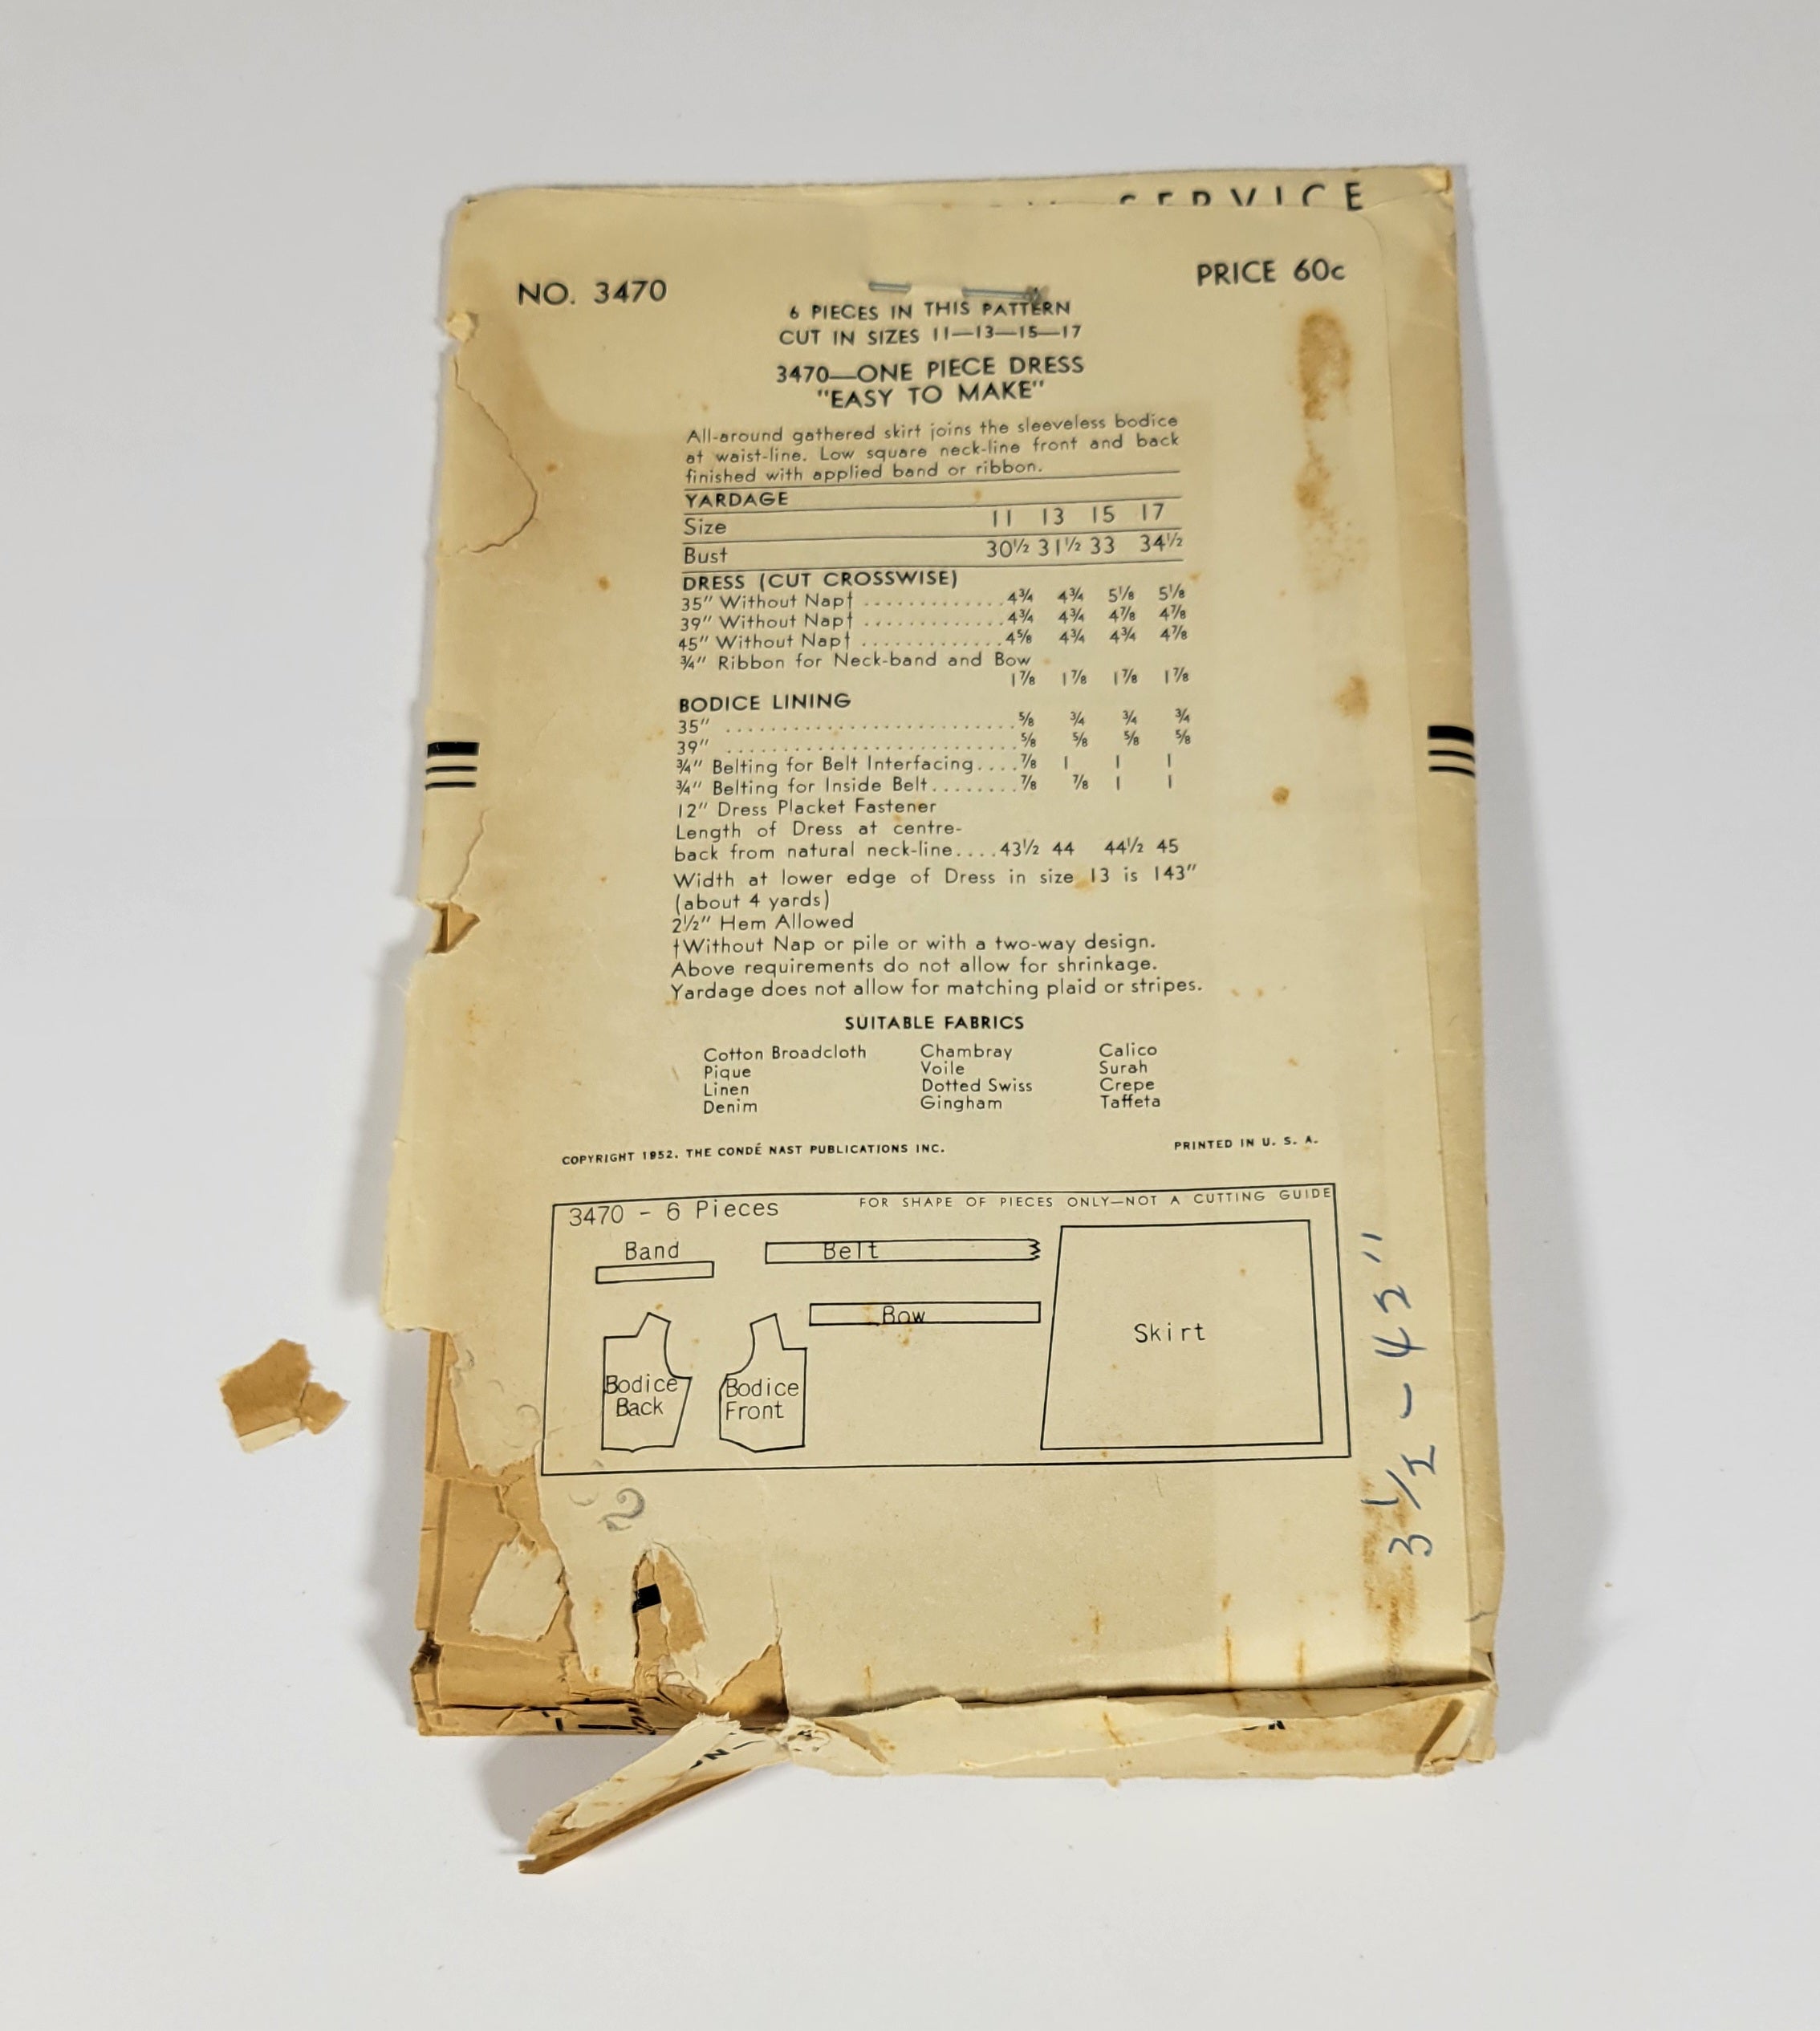 SERVICE
NO. 3470
PRICE 60c
6 PIECES IN THIS PATTERN
CUT IN SIZES 11—13—15—17
3470—ONE PIECE DRESS
"EASY TO MAKE"
All-around gathered skirt joins the sleeveless bodice
at waist-line. Low square neck-line front and back
finished with applied band or ribbon.
YARDAGE
Size 11 13 15 17
Bust 30½ 31½ 33 34½
DRESS (CUT CROSSWISE)
35" Without Nap† ............. 4¾ 4¾ 5⅛ 5⅛
39" Without Nap† ............. 4¾ 4¾ 4⅞ 4⅞
45" Without Nap† ............. 4⅝ 4¾ 4¾ 4⅞
¾" Ribbon for Neck-band and Bow
1⅞ 1⅞ 1⅞ 1⅞
BODICE LINING
35" ........................... ⅝ ¾ ¾ ¾
39" ........................... ⅝ ⅝ ⅝ ⅝
¾" Belting for Belt Interfacing.... ⅞ 1 1 1
¾" Belting for Inside Belt........ ⅞ ⅞ 1 1
12" Dress Placket Fastener
Length of Dress at centre-
back from natural neck-line.... 43½ 44 44½ 45
Width at lower edge of Dress in size 13 is 143"
(about 4 yards)
2½" Hem Allowed
†Without Nap or pile or with a two-way design.
Above requirements do not allow for shrinkage.
Yardage does not allow for matching plaid or stripes.
SUITABLE FABRICS
Cotton Broadcloth Chambray Calico
Pique Voile Surah
Linen Dotted Swiss Crepe
Denim Gingham Taffeta
COPYRIGHT 1952. THE CONDÉ NAST PUBLICATIONS INC.
PRINTED IN U. S. A.
3470 - 6 Pieces
FOR SHAPE OF PIECES ONLY—NOT A CUTTING GUIDE
Band
Belt
Bow
Skirt
Bodice
Back
Bodice
Front
2